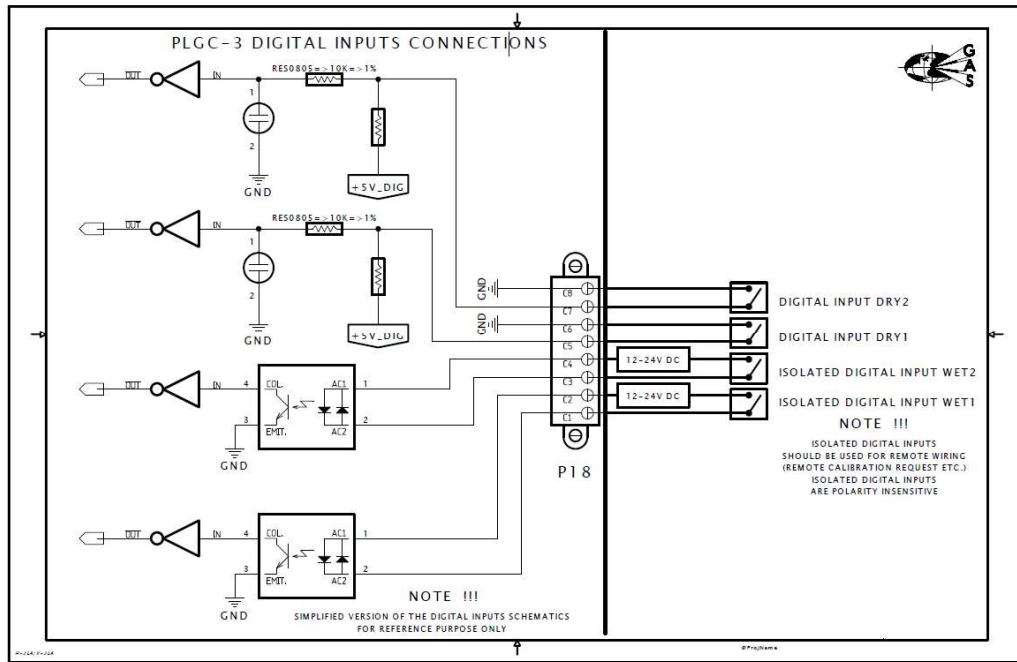 PLGC-3 DIGITAL INPUTS CONNECTIONS
GAS
OUT
IN
RES0805=>10K=>1%
1
2
GND
+5V_DIG
OUT
IN
RES0805=>10K=>1%
1
2
GND
+5V_DIG
GND
C8
C7
DIGITAL INPUT DRY2
GND
C6
C5
DIGITAL INPUT DRY1
C4
12-24V DC
C3
ISOLATED DIGITAL INPUT WET2
C2
12-24V DC
C1
ISOLATED DIGITAL INPUT WET1
P18
NOTE !!!
ISOLATED DIGITAL INPUTS
SHOULD BE USED FOR REMOTE WIRING
(REMOTE CALIBRATION REQUEST ETC.)
ISOLATED DIGITAL INPUTS
ARE POLARITY INSENSITIVE
OUT
IN
4
COL.
AC1
1
3
EMIT.
AC2
2
GND
OUT
IN
4
COL.
AC1
1
3
EMIT.
AC2
2
GND
NOTE !!!
SIMPLIFIED VERSION OF THE DIGITAL INPUTS SCHEMATICS
FOR REFERENCE PURPOSE ONLY
@ProjName